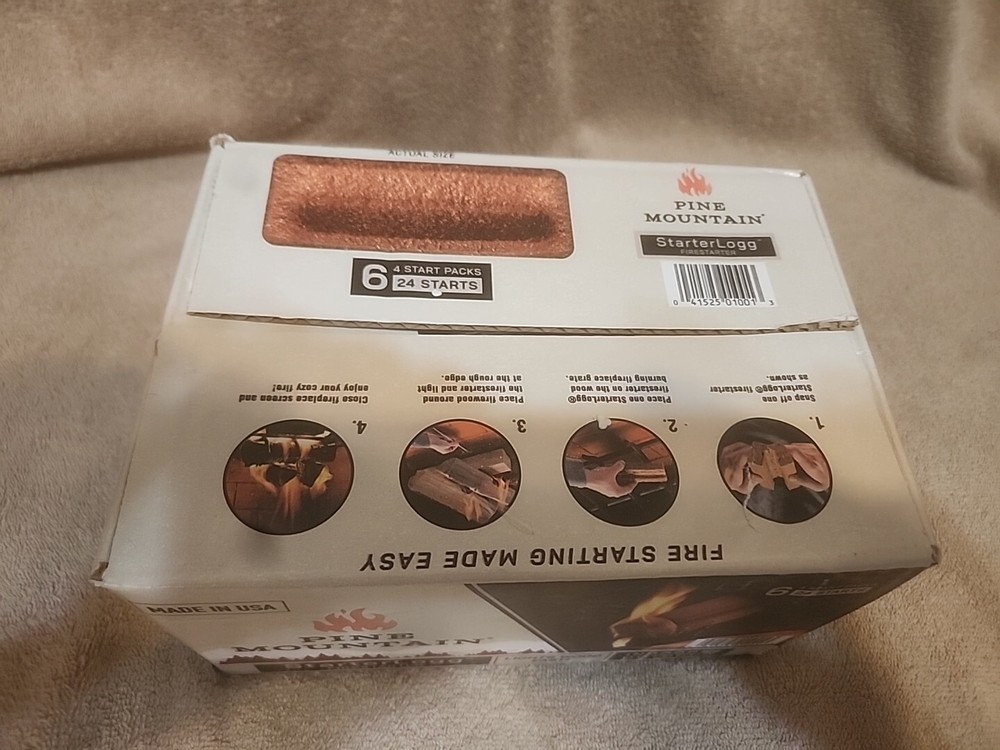 ACTUAL SIZE
6 4 START PACKS
24 STARTS
PINE
MOUNTAIN®
StarterLogg™
FIRESTARTER
0 41525 01001 3
FIRE STARTING MADE EASY
1.
Snap off one
StarterLogg® firestarter
as shown.
2.
Place one StarterLogg®
firestarter in the wood
burning fireplace grate.
3.
Place firewood around
the firestarter and light
at the rough edge.
4.
Close fireplace screen and
enjoy your cozy fire!
MADE IN USA
PINE
MOUNTAIN®
6